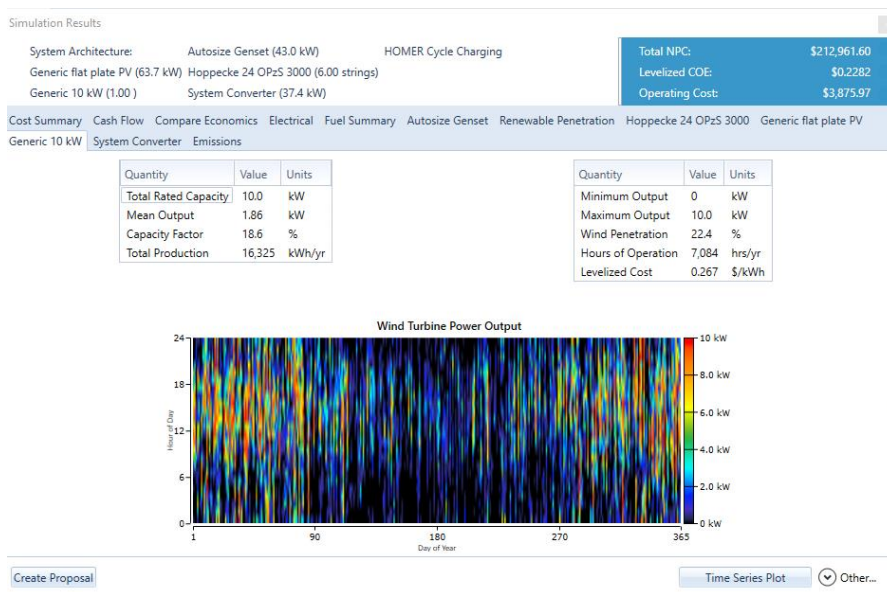 Simulation Results
System Architecture: Autosize Genset (43.0 kW) HOMER Cycle Charging
Generic flat plate PV (63.7 kW) Hoppecke 24 OPzS 3000 (6.00 strings)
Generic 10 kW (1.00 ) System Converter (37.4 kW)
Total NPC: $212,961.60
Levelized COE: $0.2282
Operating Cost: $3,875.97
Cost Summary Cash Flow Compare Economics Electrical Fuel Summary Autosize Genset Renewable Penetration Hoppecke 24 OPzS 3000 Generic flat plate PV
Generic 10 kW System Converter Emissions
Quantity Value Units
Total Rated Capacity 10.0 kW
Mean Output 1.86 kW
Capacity Factor 18.6 %
Total Production 16,325 kWh/yr
Quantity Value Units
Minimum Output 0 kW
Maximum Output 10.0 kW
Wind Penetration 22.4 %
Hours of Operation 7,084 hrs/yr
Levelized Cost 0.267 $/kWh
Wind Turbine Power Output
24
18
12
6
0
Hour of Day
1 90 180 270 365
Day of Year
10 kW
8.0 kW
6.0 kW
4.0 kW
2.0 kW
0 kW
Create Proposal Time Series Plot Other...